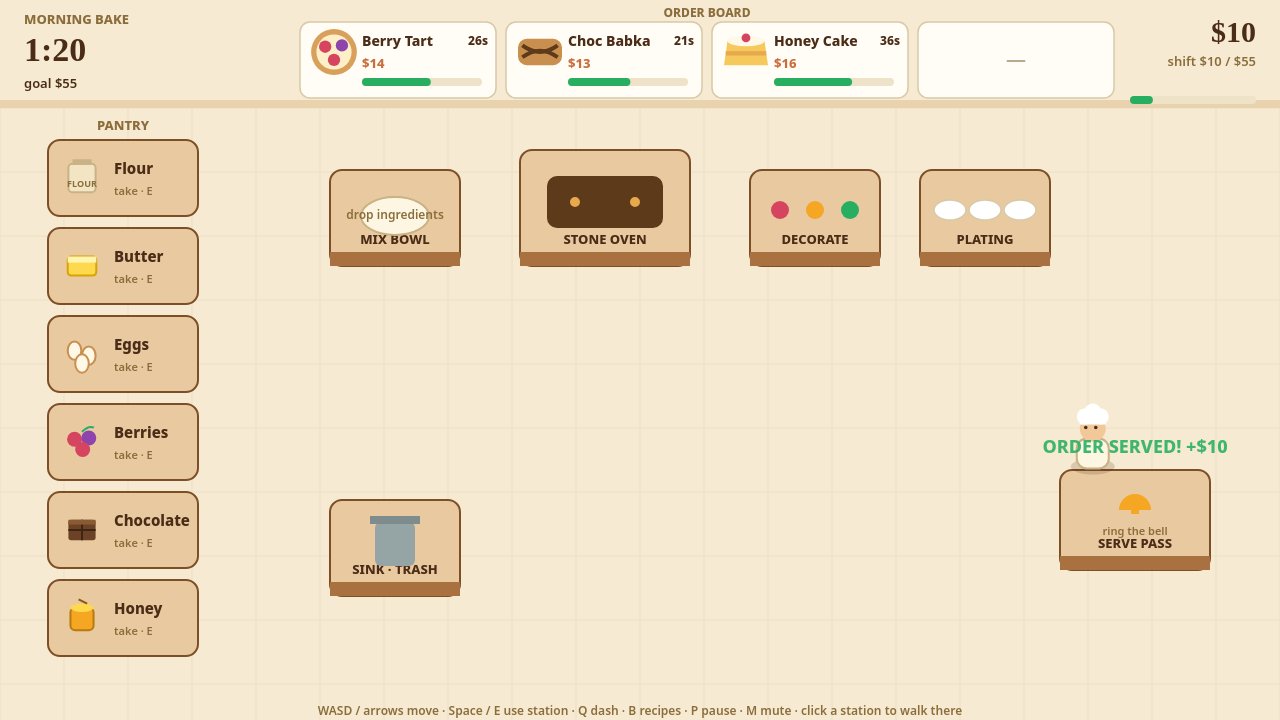 MORNING BAKE
1:20
goal $55
ORDER BOARD
Berry Tart 26s
$14
Choc Babka 21s
$13
Honey Cake 36s
$16
—
$10
shift $10 / $55
PANTRY
FLOUR
Flour
take · E
Butter
take · E
Eggs
take · E
Berries
take · E
Chocolate
take · E
Honey
take · E
drop ingredients
MIX BOWL
STONE OVEN
DECORATE
PLATING
SINK · TRASH
ORDER SERVED! +$10
ring the bell
SERVE PASS
WASD / arrows move · Space / E use station · Q dash · B recipes · P pause · M mute · click a station to walk there